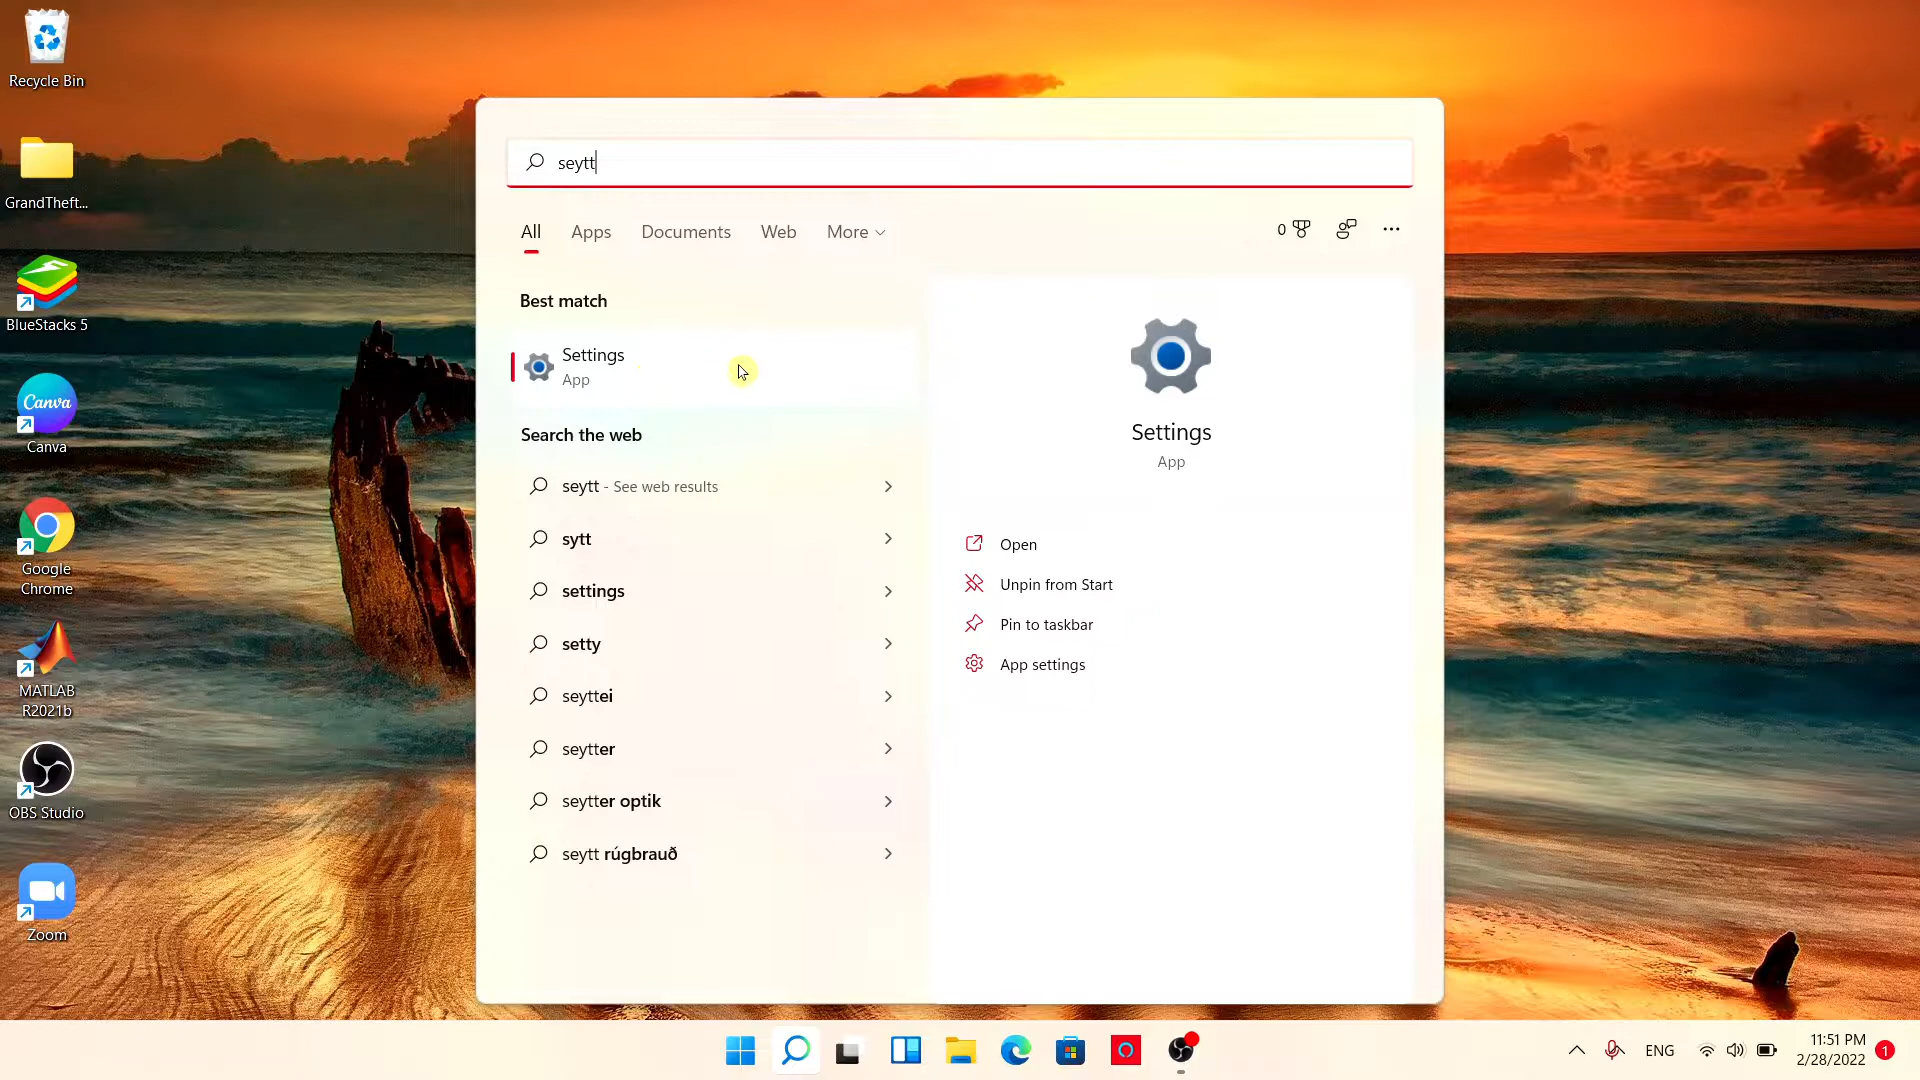 Recycle Bin
GrandTheft...
BlueStacks 5
Canva
Canva
Google
Chrome
MATLAB
R2021b
OBS Studio
Zoom
seytt
All Apps Documents Web More
0
Best match
Settings
App
Search the web
seytt - See web results
sytt
settings
setty
seyttei
seytter
seytter optik
seytt rúgbrauð
Settings
App
Open
Unpin from Start
Pin to taskbar
App settings
ENG
11:51 PM
2/28/2022
1